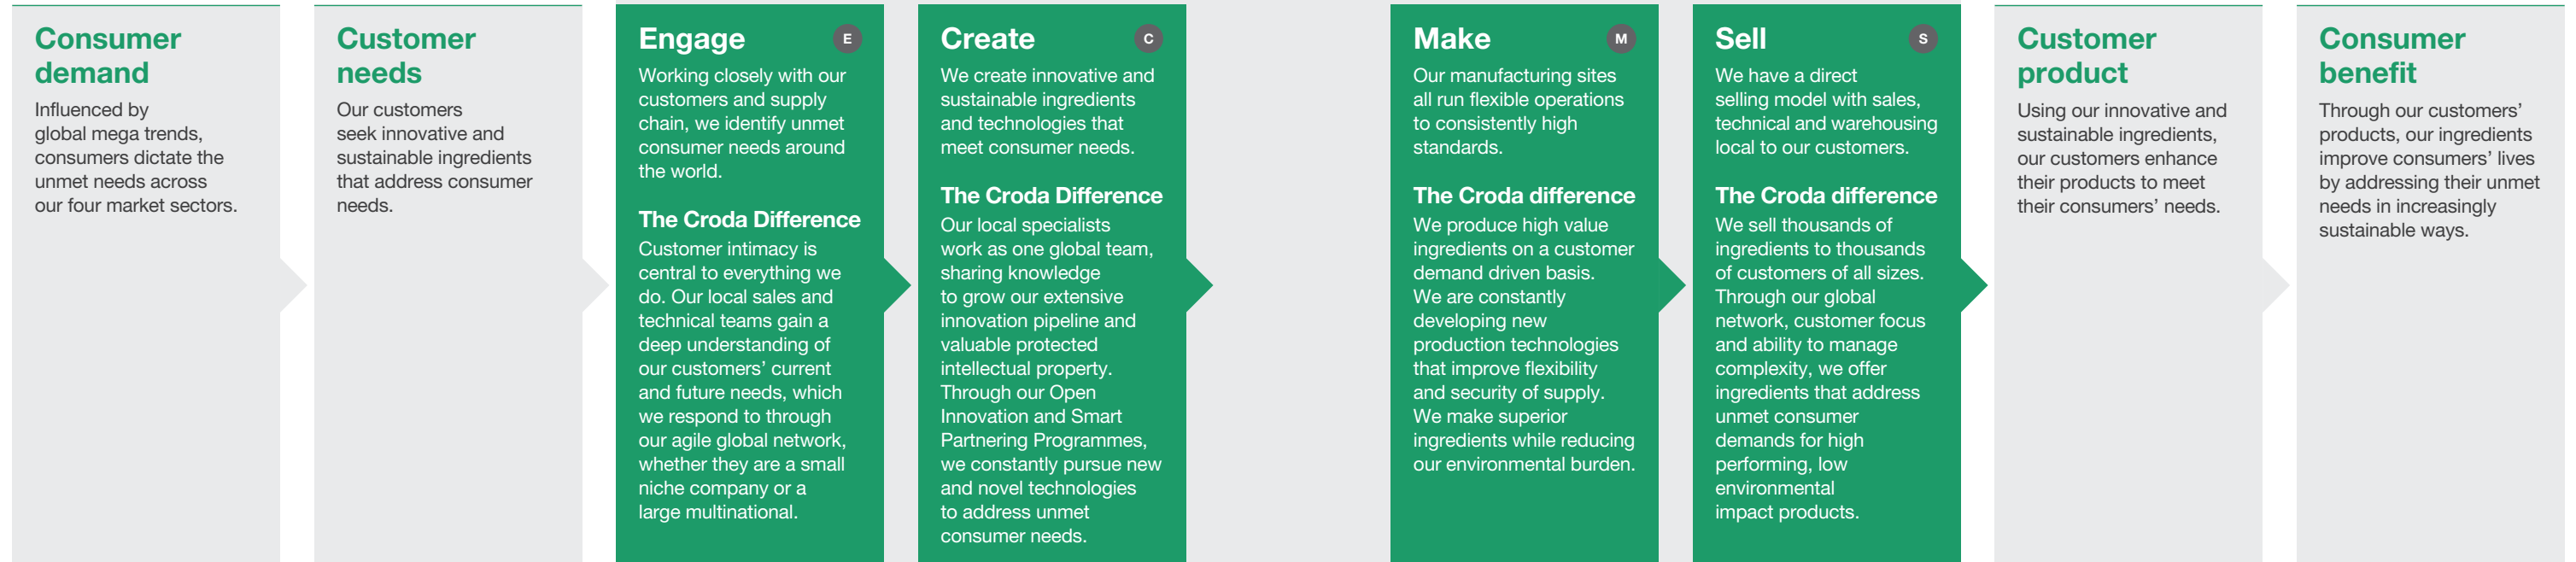 Consumer
demand
Influenced by
global mega trends,
consumers dictate the
unmet needs across
our four market sectors.
Customer
needs
Our customers
seek innovative and
sustainable ingredients
that address consumer
needs.
Engage
E
Working closely with our
customers and supply
chain, we identify unmet
consumer needs around
the world.
The Croda Difference
Customer intimacy is
central to everything we
do. Our local sales and
technical teams gain a
deep understanding of
our customers’ current
and future needs, which
we respond to through
our agile global network,
whether they are a small
niche company or a
large multinational.
Create
C
We create innovative and
sustainable ingredients
and technologies that
meet consumer needs.
The Croda Difference
Our local specialists
work as one global team,
sharing knowledge
to grow our extensive
innovation pipeline and
valuable protected
intellectual property.
Through our Open
Innovation and Smart
Partnering Programmes,
we constantly pursue new
and novel technologies
to address unmet
consumer needs.
Make
M
Our manufacturing sites
all run flexible operations
to consistently high
standards.
The Croda difference
We produce high value
ingredients on a customer
demand driven basis.
We are constantly
developing new
production technologies
that improve flexibility
and security of supply.
We make superior
ingredients while reducing
our environmental burden.
Sell
S
We have a direct
selling model with sales,
technical and warehousing
local to our customers.
The Croda difference
We sell thousands of
ingredients to thousands
of customers of all sizes.
Through our global
network, customer focus
and ability to manage
complexity, we offer
ingredients that address
unmet consumer
demands for high
performing, low
environmental
impact products.
Customer
product
Using our innovative and
sustainable ingredients,
our customers enhance
their products to meet
their consumers’ needs.
Consumer
benefit
Through our customers’
products, our ingredients
improve consumers’ lives
by addressing their unmet
needs in increasingly
sustainable ways.